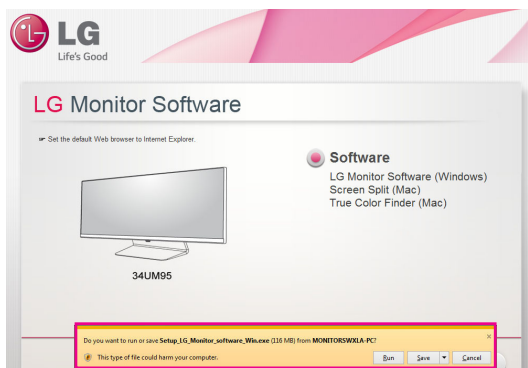 LG
Life's Good
LG Monitor Software
☞ Set the default Web browser to Internet Explorer.
Software
LG Monitor Software (Windows)
Screen Split (Mac)
True Color Finder (Mac)
34UM95
Do you want to run or save Setup_LG_Monitor_software_Win.exe (116 MB) from MONITORSWXLA-PC?
This type of file could harm your computer.
Run Save Cancel